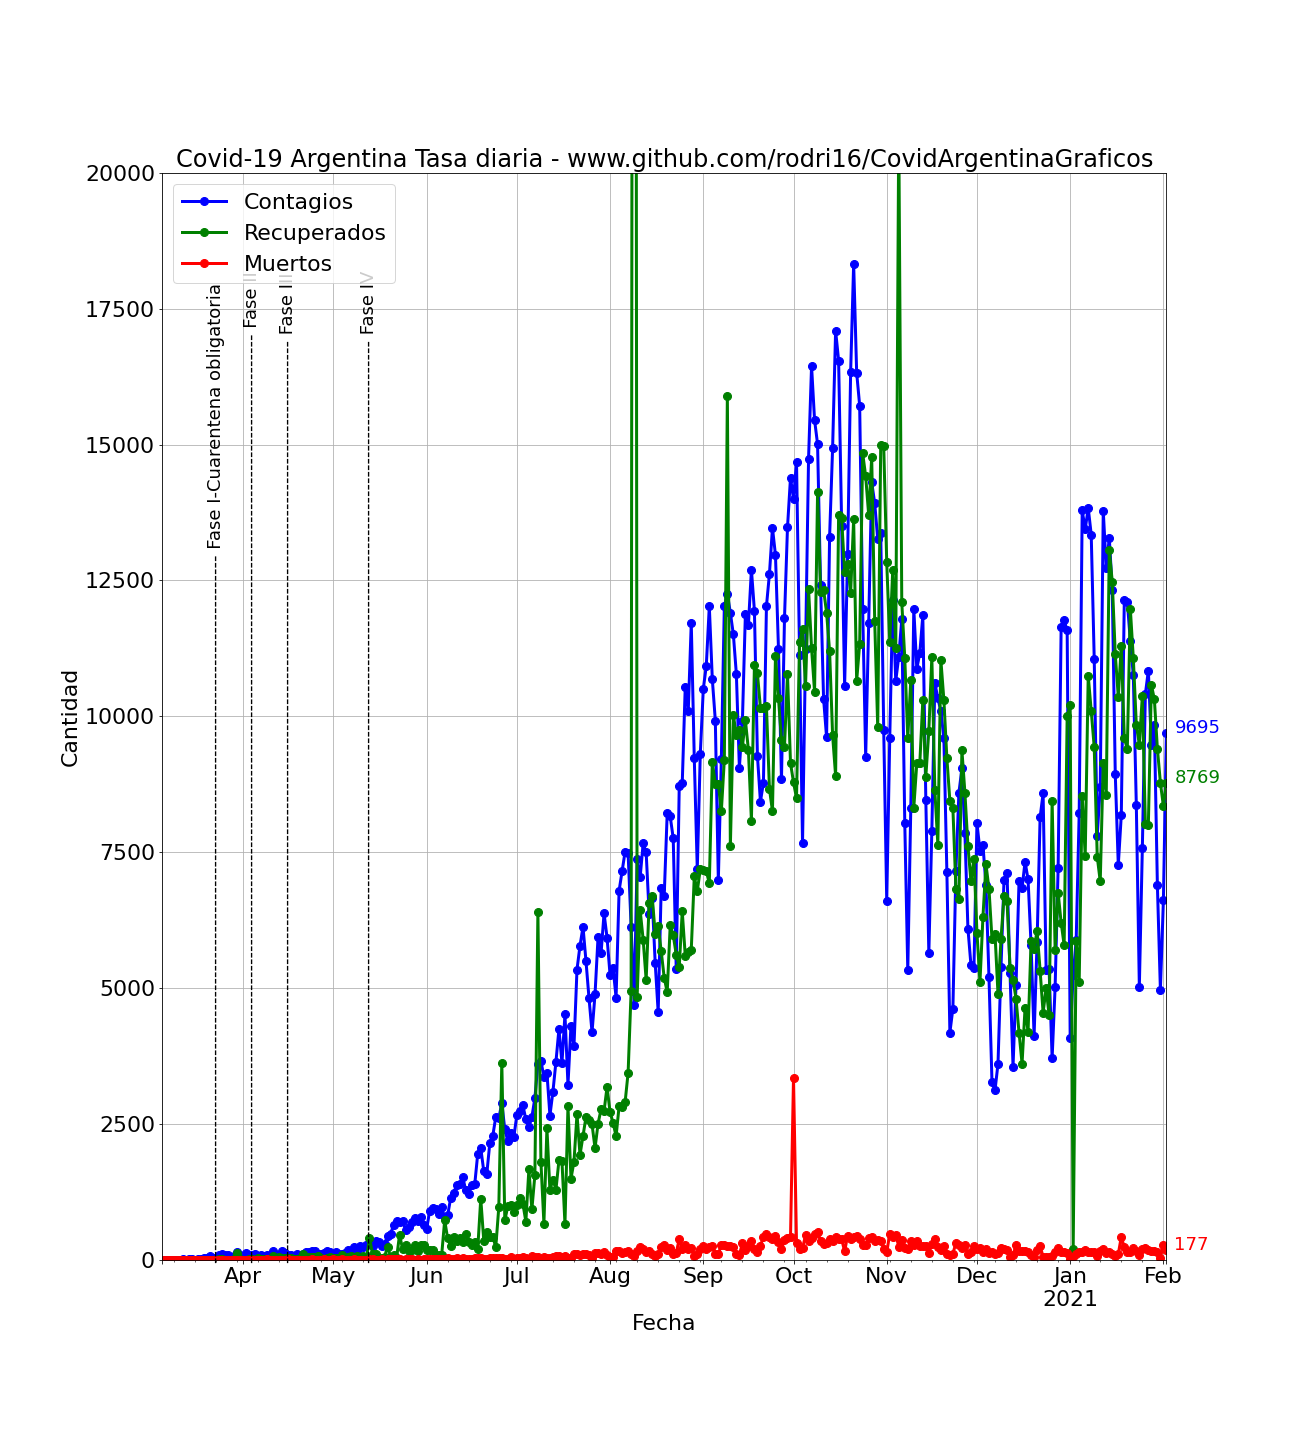 Covid-19 Argentina Tasa diaria - www.github.com/rodri16/CovidArgentinaGraficos
20000
17500
15000
12500
10000
7500
5000
2500
0
Cantidad
Contagios
Recuperados
Muertos
Fase I-Cuarentena obligatoria
Fase II
Fase III
Fase IV
9695
8769
177
Apr
May
Jun
Jul
Aug
Sep
Oct
Nov
Dec
Jan
2021
Feb
Fecha